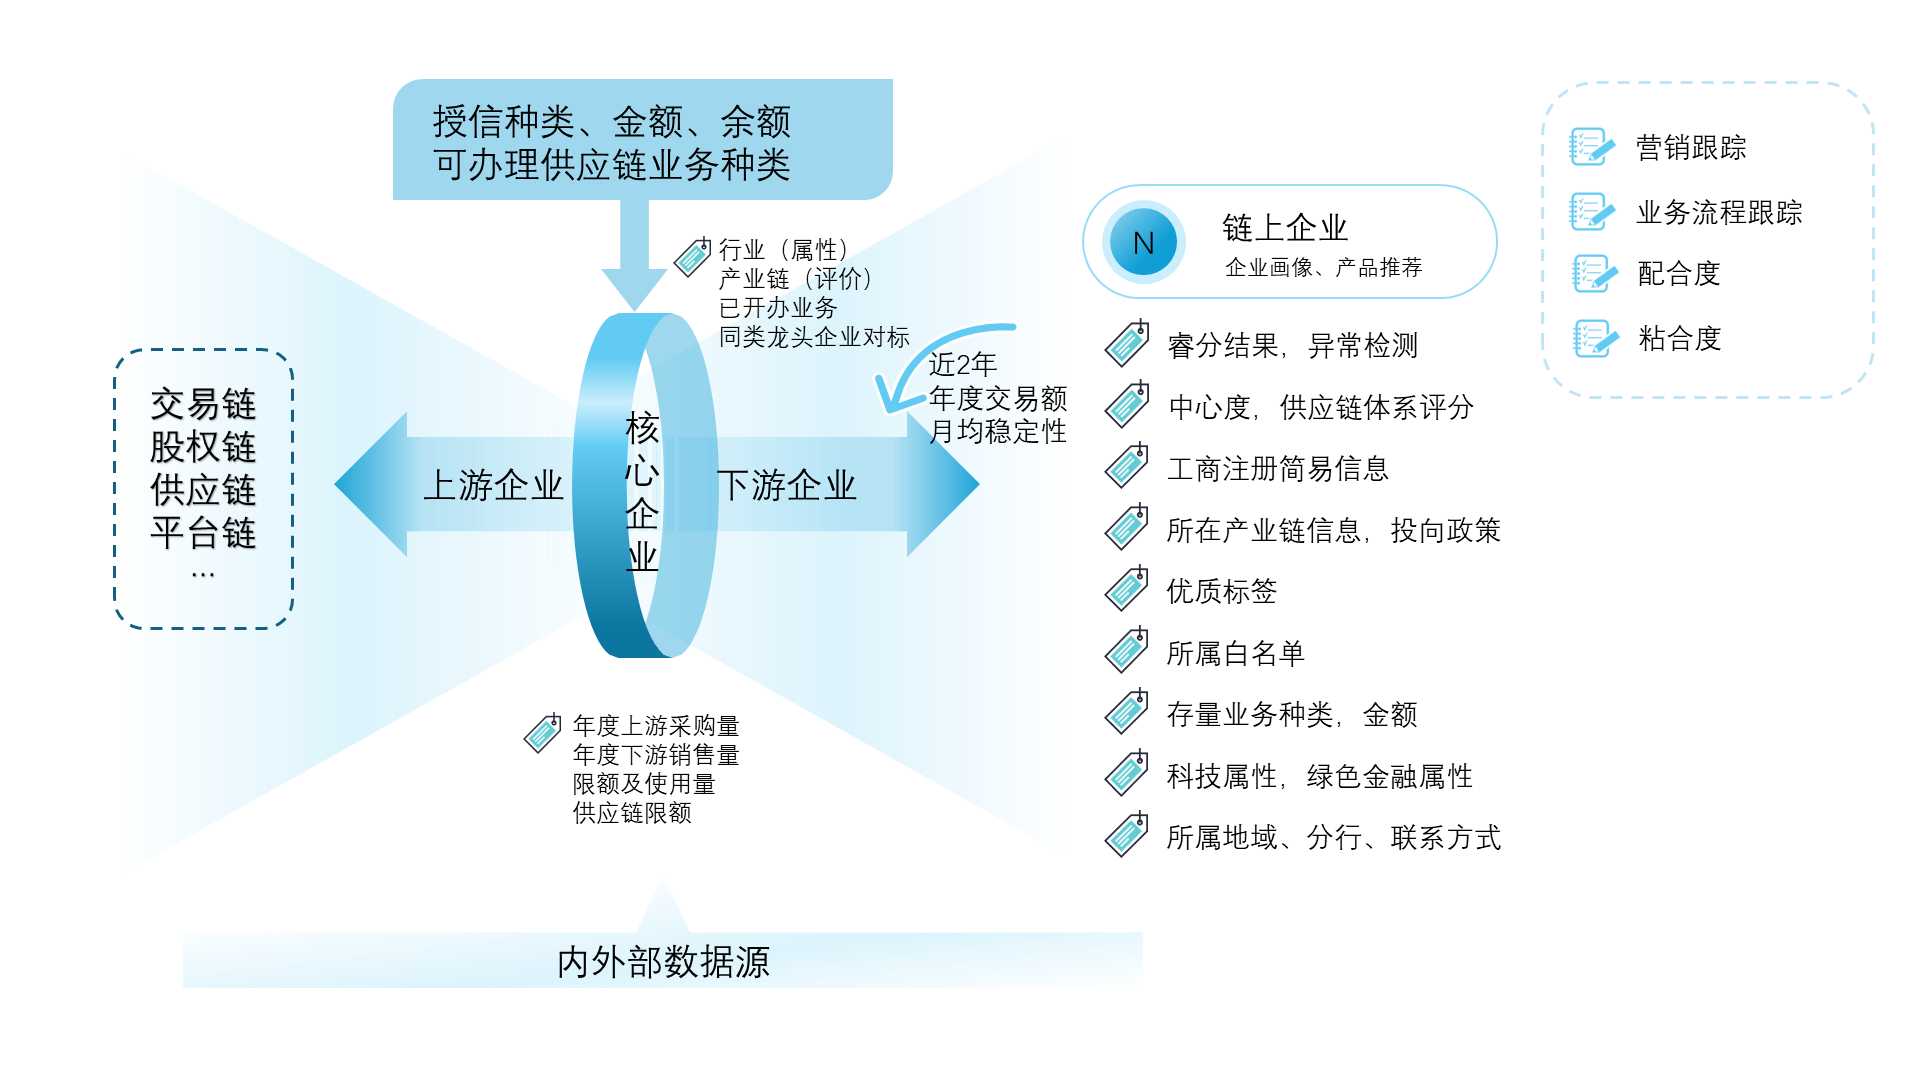 授信种类、金额、余额
可办理供应链业务种类
行业（属性）
产业链（评价）
已开办业务
同类龙头企业对标
近2年
年度交易额
月均稳定性
交易链
股权链
供应链
平台链
...
上游企业
核
心
企
业
下游企业
年度上游采购量
年度下游销售量
限额及使用量
供应链限额
内外部数据源
N
链上企业
企业画像、产品推荐
睿分结果，异常检测
中心度，供应链体系评分
工商注册简易信息
所在产业链信息，投向政策
优质标签
所属白名单
存量业务种类，金额
科技属性，绿色金融属性
所属地域、分行、联系方式
营销跟踪
业务流程跟踪
配合度
粘合度